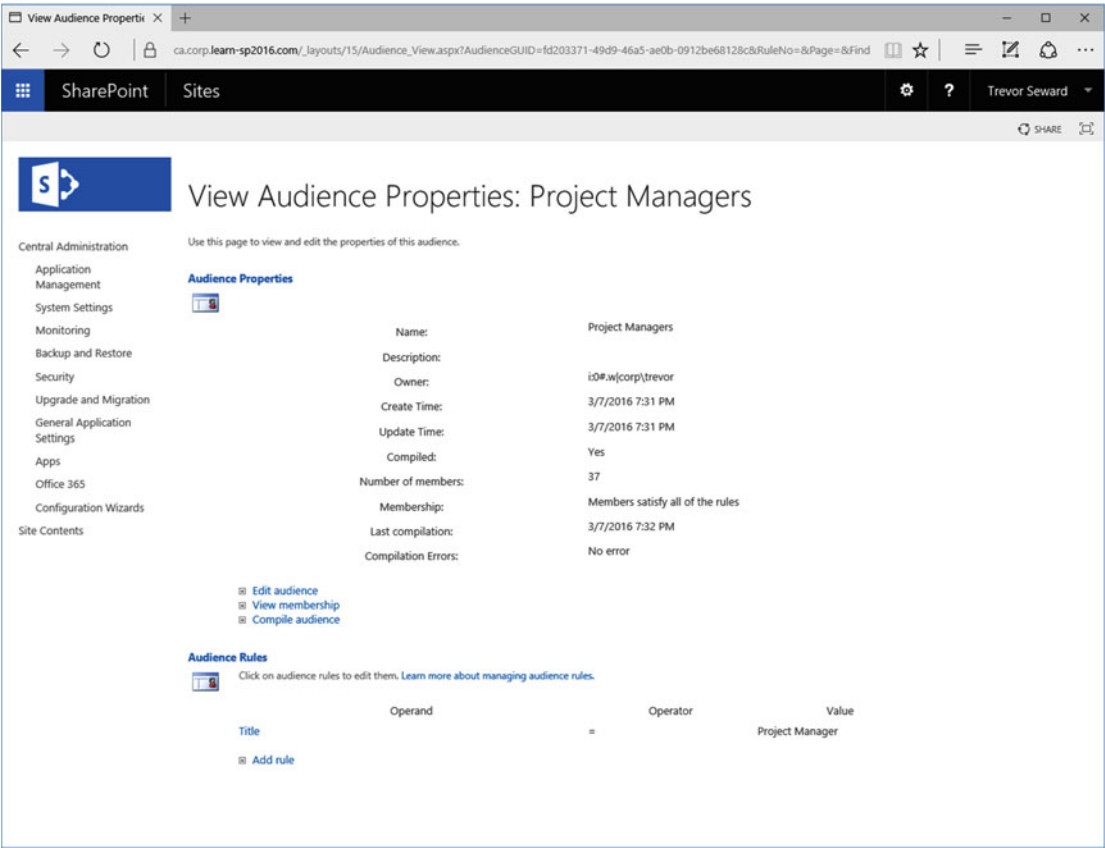 View Audience Propertie
ca.corp.learn-sp2016.com/_layouts/15/Audience_View.aspx?AudienceGUID=fd203371-49d9-46a5-ae0b-0912be68128c&RuleNo=&Page=&Find
SharePoint Sites ? Trevor Seward
SHARE
S
View Audience Properties: Project Managers
Use this page to view and edit the properties of this audience.
Central Administration
Application
Management
System Settings
Monitoring
Backup and Restore
Security
Upgrade and Migration
General Application
Settings
Apps
Office 365
Configuration Wizards
Site Contents
Audience Properties
Name: Project Managers
Description:
Owner: i:0#.w|corp\trevor
Create Time: 3/7/2016 7:31 PM
Update Time: 3/7/2016 7:31 PM
Compiled: Yes
Number of members: 37
Membership: Members satisfy all of the rules
Last compilation: 3/7/2016 7:32 PM
Compilation Errors: No error
Edit audience
View membership
Compile audience
Audience Rules
Click on audience rules to edit them. Learn more about managing audience rules.
Operand Operator Value
Title = Project Manager
Add rule